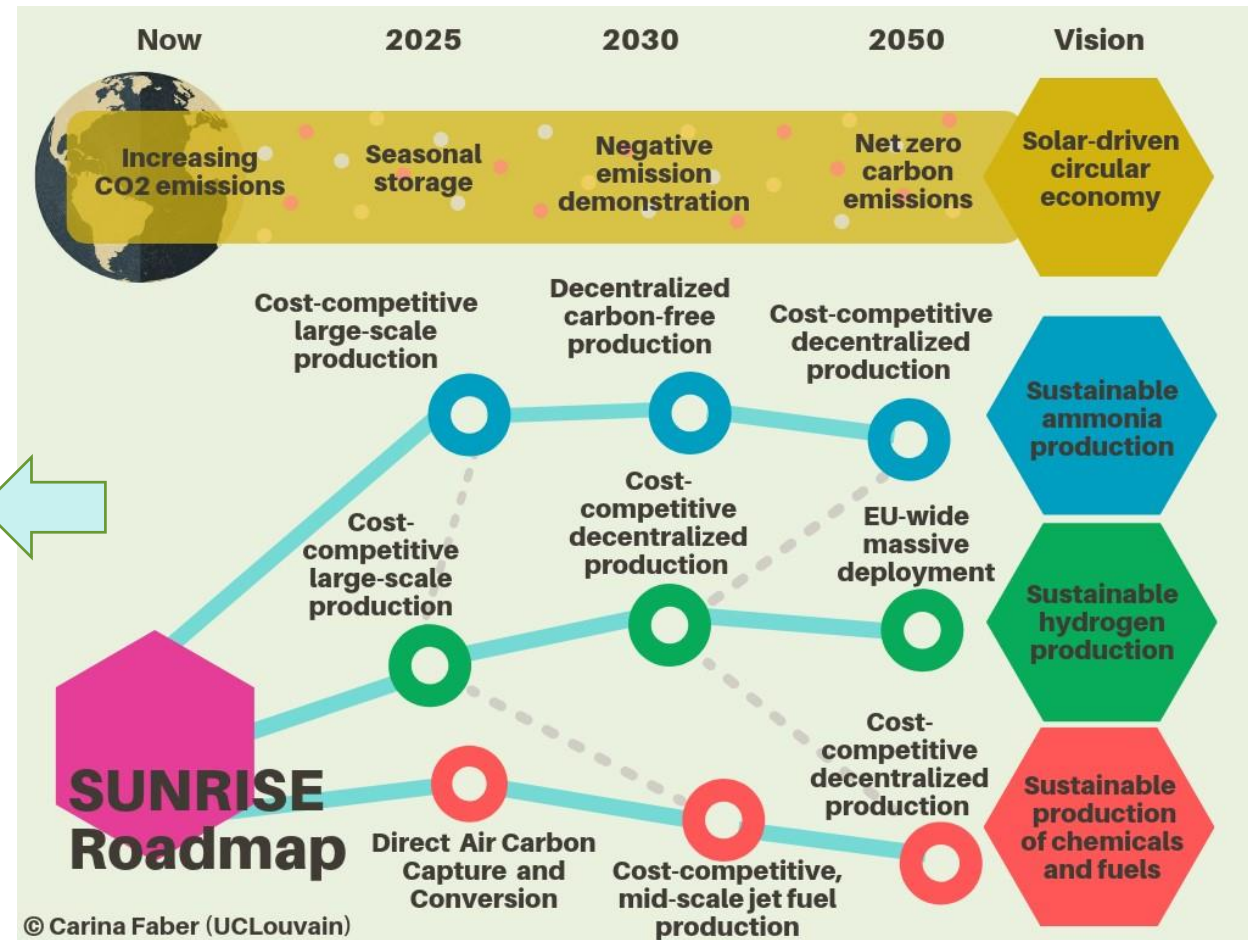 Now
2025
2030
2050
Vision
Increasing
CO2 emissions
Seasonal
storage
Negative
emission
demonstration
Net zero
carbon
emissions
Solar-driven
circular
economy
Cost-competitive
large-scale
production
Decentralized
carbon-free
production
Cost-competitive
decentralized
production
Sustainable
ammonia
production
Cost-
competitive
large-scale
production
Cost-
competitive
decentralized
production
EU-wide
massive
deployment
Sustainable
hydrogen
production
SUNRISE
Roadmap
Direct Air Carbon
Capture and
Conversion
Cost-competitive,
mid-scale jet fuel
production
Cost-
competitive
decentralized
production
Sustainable
production
of chemicals
and fuels
© Carina Faber (UCLouvain)